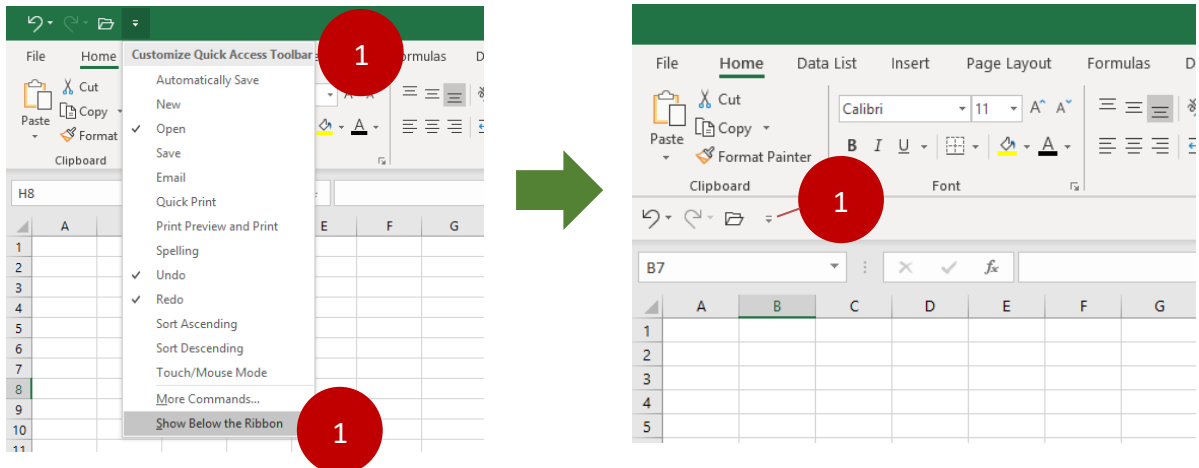 File Home Customize Quick Access Toolbar 1 rmulas D
Automatically Save
Cut
New
Copy
Paste
Open
A
Format
Save
Clipboard
Email
H8
Quick Print
Print Preview and Print
A E F G
Spelling
1
Undo
2
Redo
3
Sort Ascending
4
Sort Descending
5
6
Touch/Mouse Mode
7
More Commands...
8
Show Below the Ribbon
9
1
10
11
File Home Data List Insert Page Layout Formulas D
Cut
Calibri 11 A A
Copy
Paste
Format Painter
B I U A
Clipboard Font
1
B7 fx
A B C D E F G
1
2
3
4
5